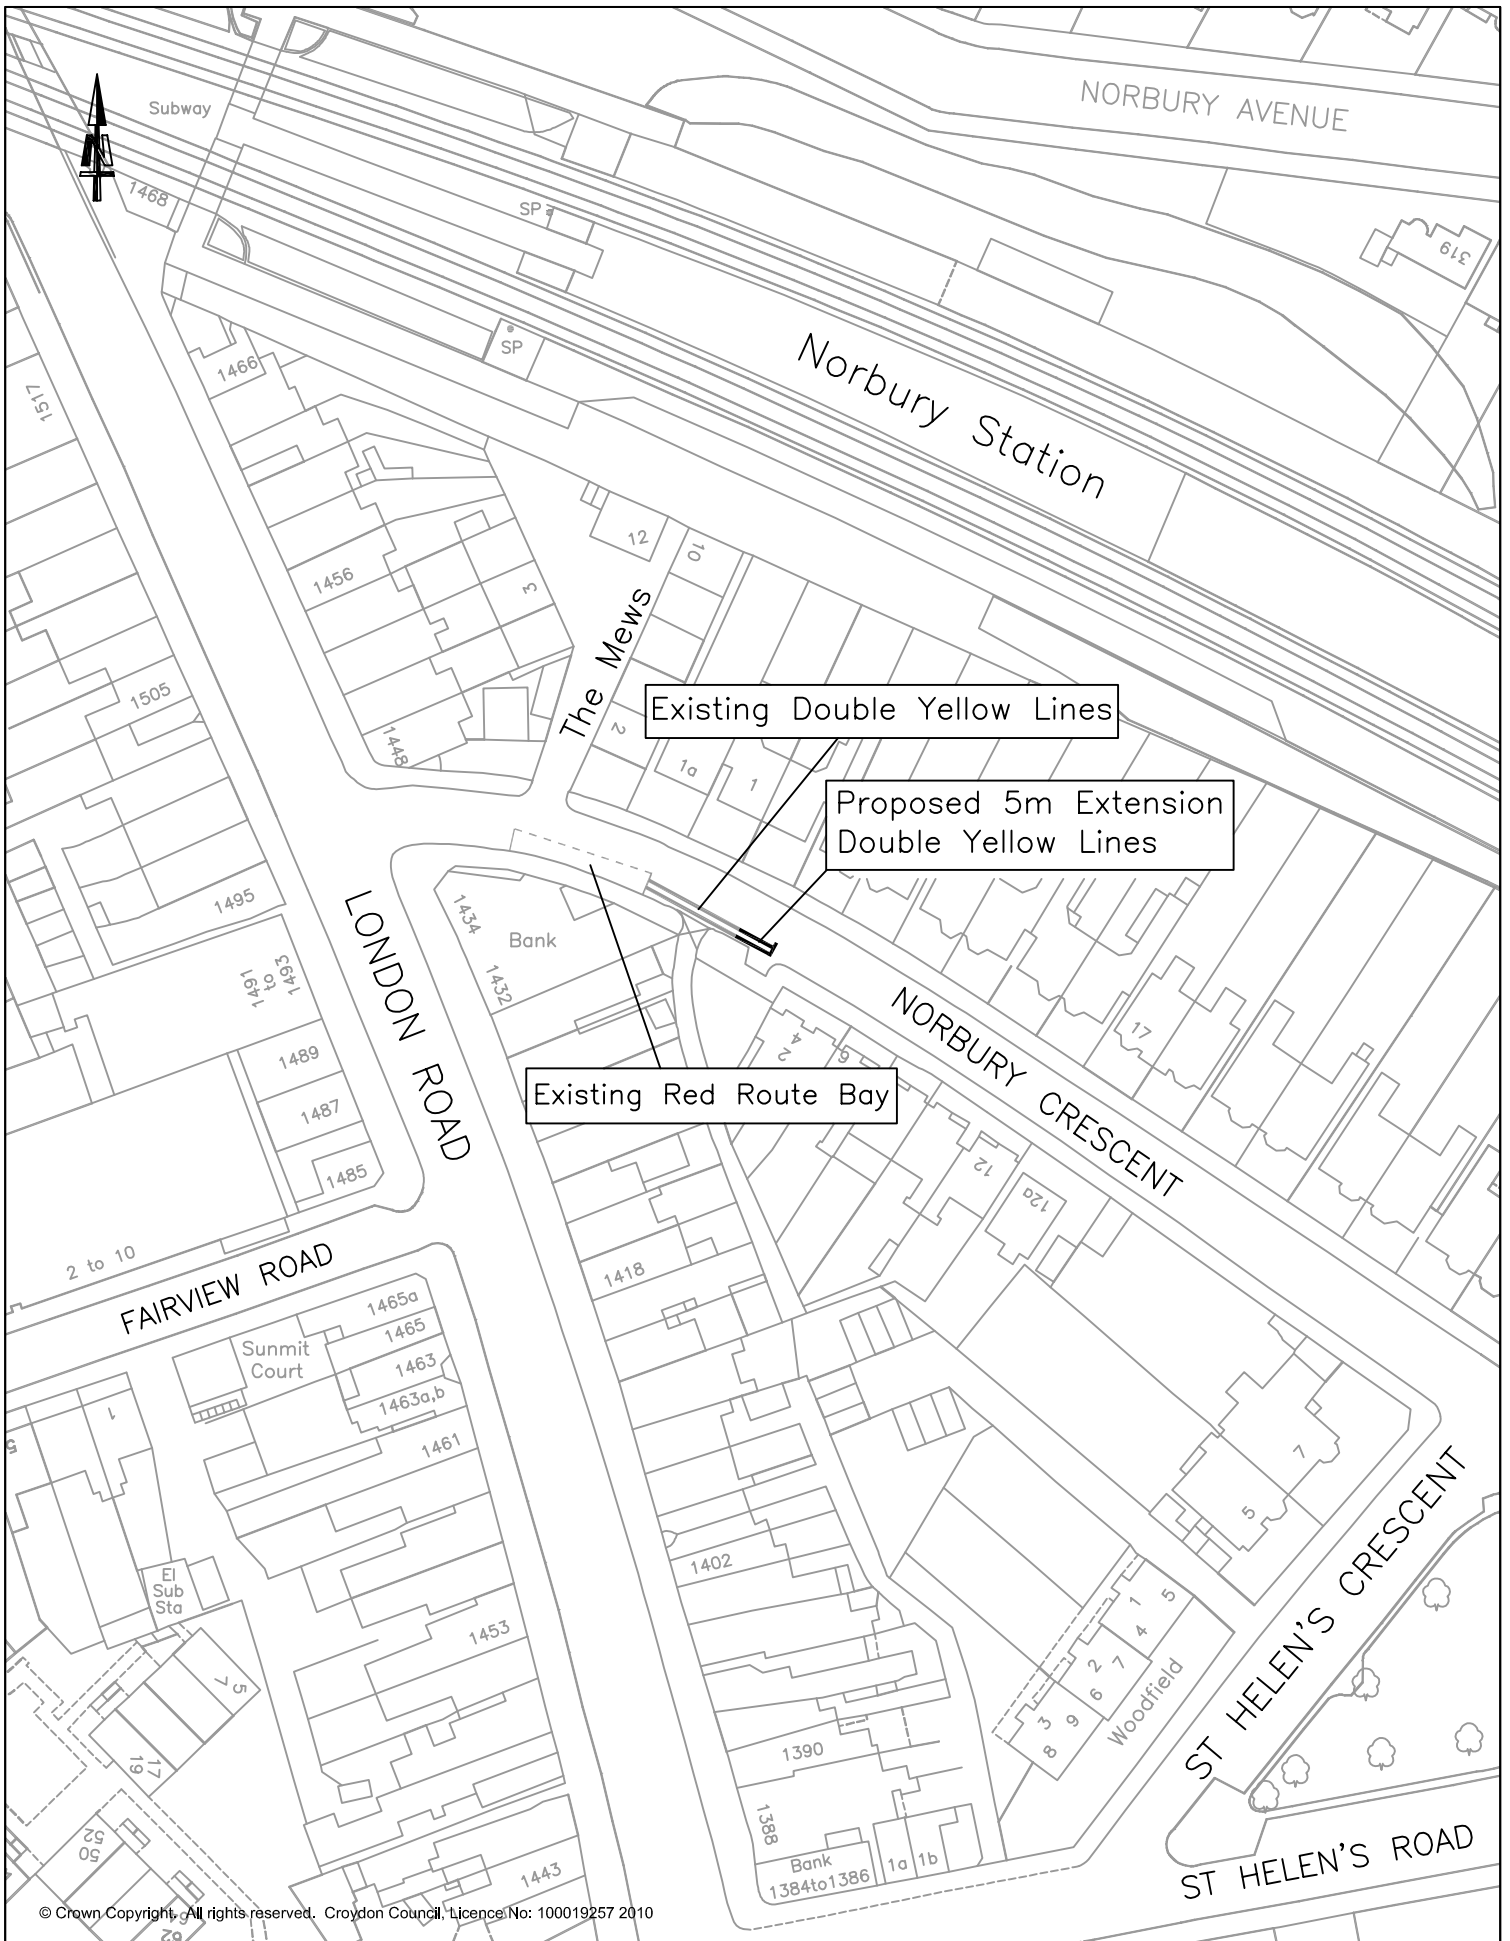 NORBURY AVENUE
Subway
N
1468
SP
319
SP
1466
Norbury Station
1517
12
10
1456
3
The Mews
1505
Existing Double Yellow Lines
2
1448
1a
1
Proposed 5m Extension
Double Yellow Lines
1495
1434
Bank
LONDON ROAD
1432
1491
to
1493
NORBURY CRESCENT
17
1489
2
4
6
Existing Red Route Bay
1487
12
1485
12a
2 to 10
FAIRVIEW ROAD
1418
1465a
1465
Sunmit
Court
1463
1463a,b
1
5
1461
7
5
ST HELEN'S CRESCENT
1402
El
Sub
Sta
1
5
4
1453
2
7
6
5
7
3
9
8
Woodfield
17
19
1390
1388
52
50
Bank
1384to1386
1a
1b
ST HELEN'S ROAD
1443
© Crown Copyright. All rights reserved. Croydon Council, Licence No: 100019257 2010